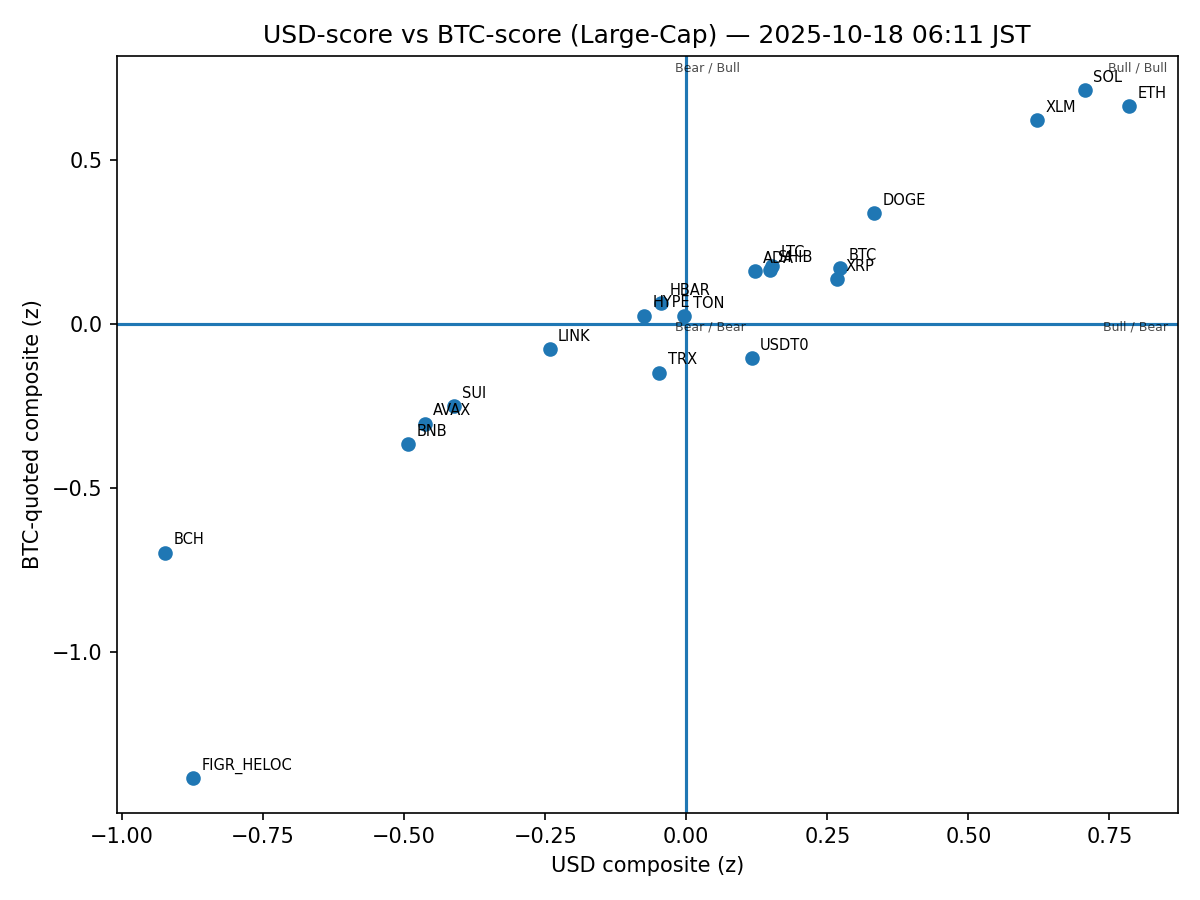 USD-score vs BTC-score (Large-Cap) — 2025-10-18 06:11 JST
Bear / Bull
Bull / Bull
SOL
ETH
XLM
0.5
DOGE
LTC
SHIB
ADA
BTC
XRP
HBAR
HYPE
TON
0.0
Bear / Bear
Bull / Bear
LINK
USDT0
TRX
SUI
AVAX
BNB
−0.5
BCH
−1.0
FIGR_HELOC
BTC-quoted composite (z)
−1.00
−0.75
−0.50
−0.25
0.00
0.25
0.50
0.75
USD composite (z)